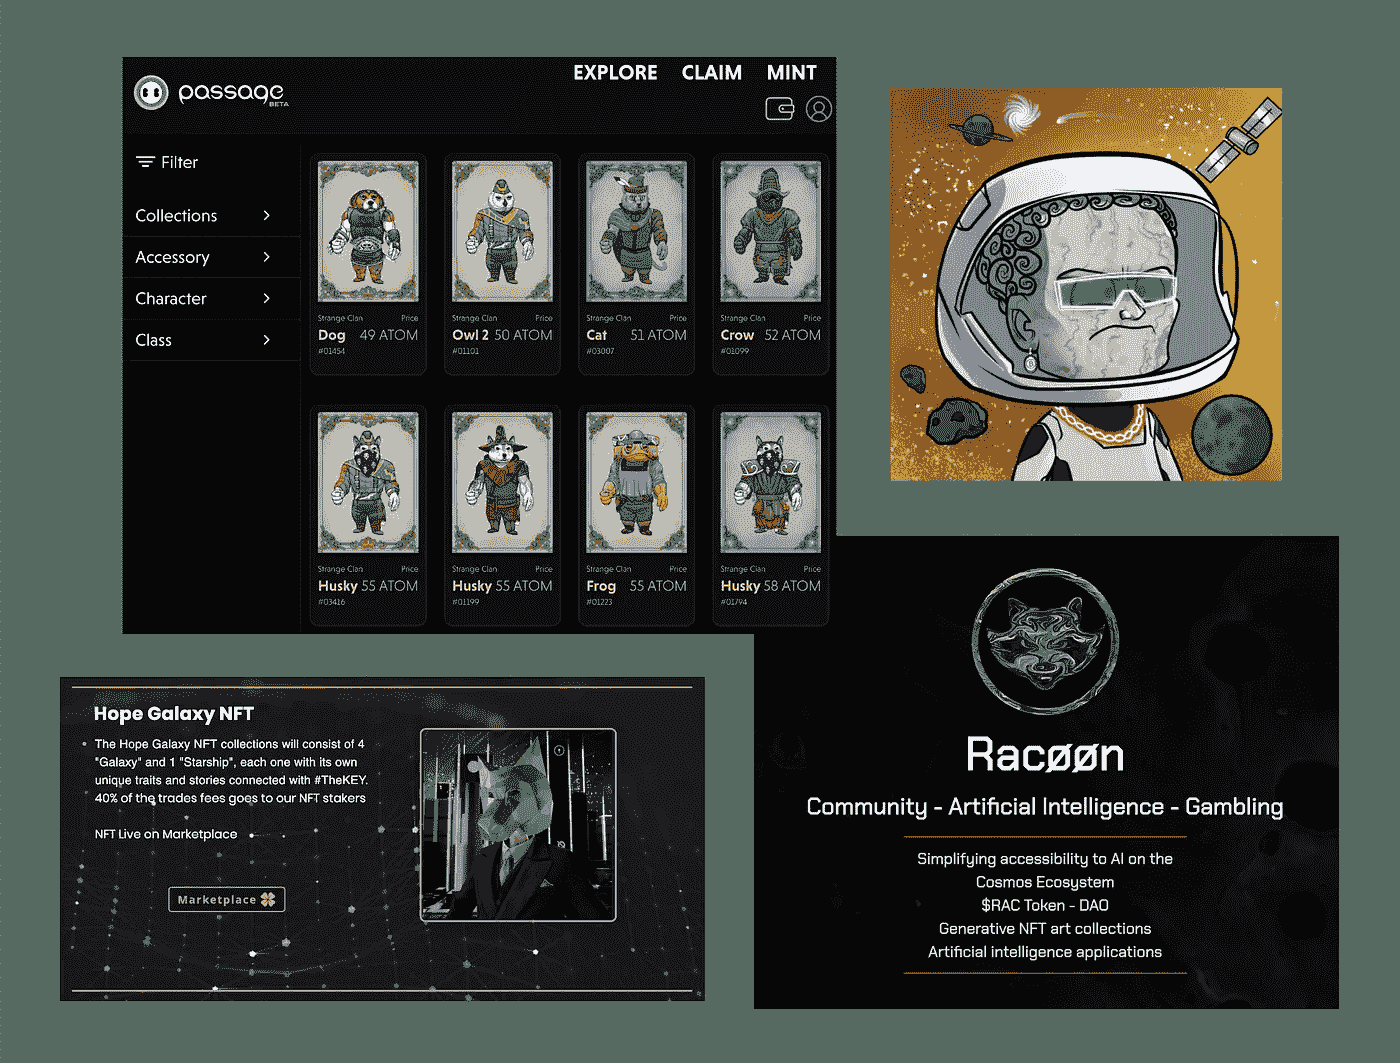 passage
BETA
EXPLORE CLAIM MINT
Filter
Collections
Accessory
Character
Class
Strange Clan Price
Dog 49 ATOM
#01454
Strange Clan Price
Owl 2 50 ATOM
#01101
Strange Clan Price
Cat 51 ATOM
#03007
Strange Clan Price
Crow 52 ATOM
#01099
Strange Clan Price
Husky 55 ATOM
#03416
Strange Clan Price
Husky 55 ATOM
#01199
Strange Clan Price
Frog 55 ATOM
#01223
Strange Clan Price
Husky 58 ATOM
#01794
Hope Galaxy NFT
The Hope Galaxy NFT collections will consist of 4
"Galaxy" and 1 "Starship", each one with its own
unique traits and stories connected with #TheKEY.
40% of the trades fees goes to our NFT stakers
NFT Live on Marketplace
Marketplace
Racøøn
Community - Artificial Intelligence - Gambling
Simplifying accessibility to AI on the
Cosmos Ecosystem
$RAC Token - DAO
Generative NFT art collections
Artificial intelligence applications